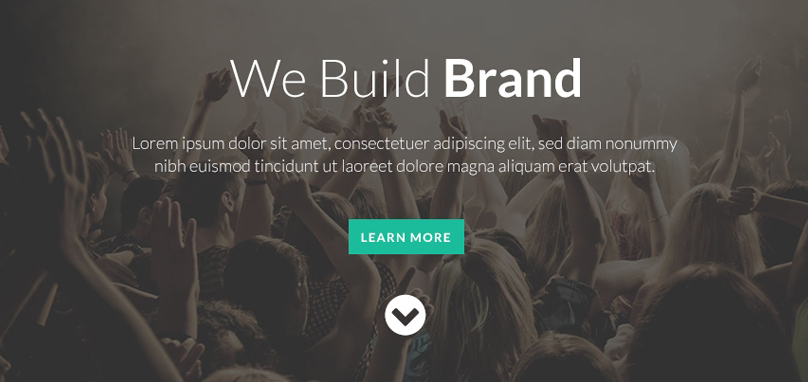 We Build Brand
Lorem ipsum dolor sit amet, consectetuer adipiscing elit, sed diam nonummy
nibh euismod tincidunt ut laoreet dolore magna aliquam erat volutpat.
LEARN MORE